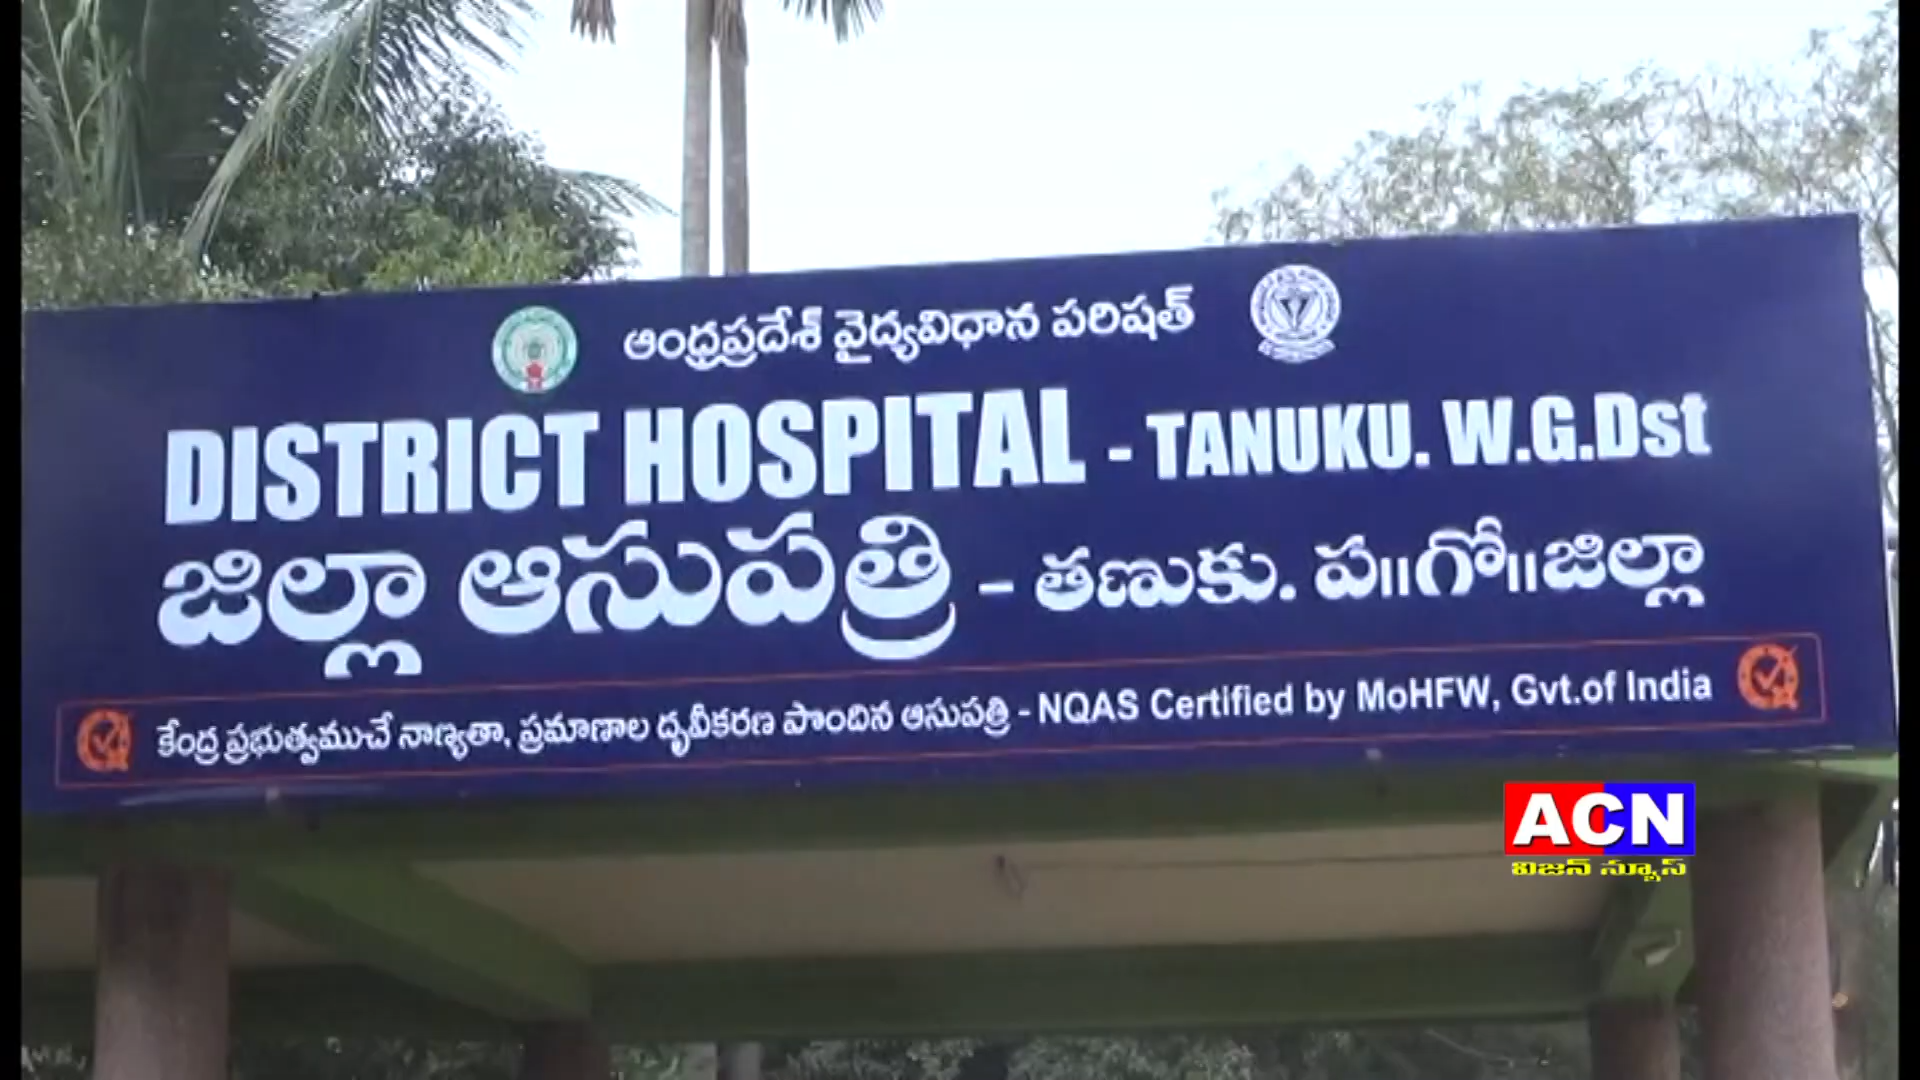 ఆంధ్రప్రదేశ్ వైద్యవిధాన పరిషత్
DISTRICT HOSPITAL - TANUKU. W.G.Dst
జిల్లా ఆసుపత్రి - తణుకు. ప॥గో॥జిల్లా
కేంద్ర ప్రభుత్వముచే నాణ్యతా, ప్రమాణాల దృవీకరణ పొందిన ఆసుపత్రి - NQAS Certified by MoHFW, Gvt.of India
ACN
విజన్ న్యూస్